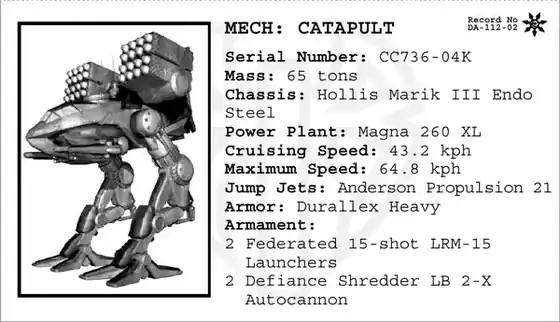 MECH: CATAPULT
Record No
DA-112-02
Serial Number: CC736-04K
Mass: 65 tons
Chassis: Hollis Marik III Endo
Steel
Power Plant: Magna 260 XL
Cruising Speed: 43.2 kph
Maximum Speed: 64.8 kph
Jump Jets: Anderson Propulsion 21
Armor: Durallex Heavy
Armament:
2 Federated 15-shot LRM-15
Launchers
2 Defiance Shredder LB 2-X
Autocannon